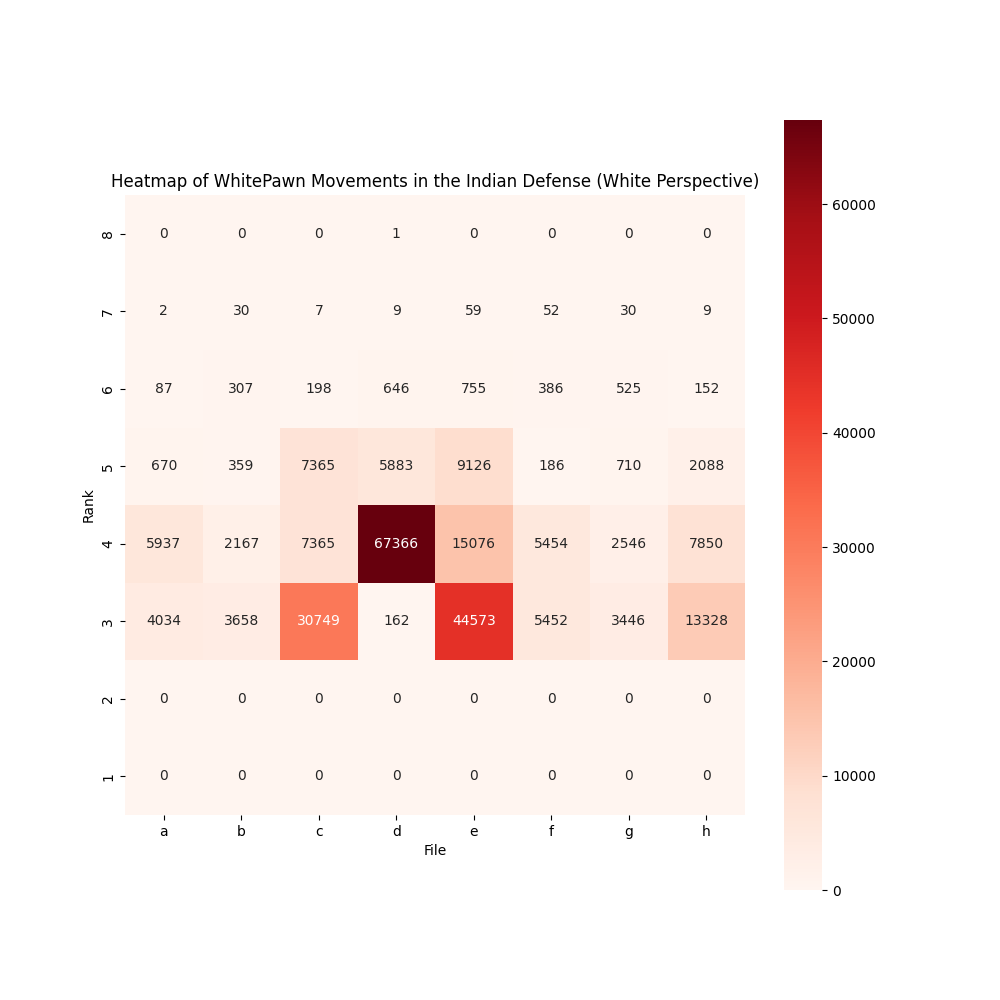 Heatmap of WhitePawn Movements in the Indian Defense (White Perspective)
8 0 0 0 1 0 0 0 0
7 2 30 7 9 59 52 30 9
6 87 307 198 646 755 386 525 152
5 670 359 7365 5883 9126 186 710 2088
4 5937 2167 7365 67366 15076 5454 2546 7850
3 4034 3658 30749 162 44573 5452 3446 13328
2 0 0 0 0 0 0 0 0
1 0 0 0 0 0 0 0 0
a b c d e f g h
Rank
File
60000
50000
40000
30000
20000
10000
0